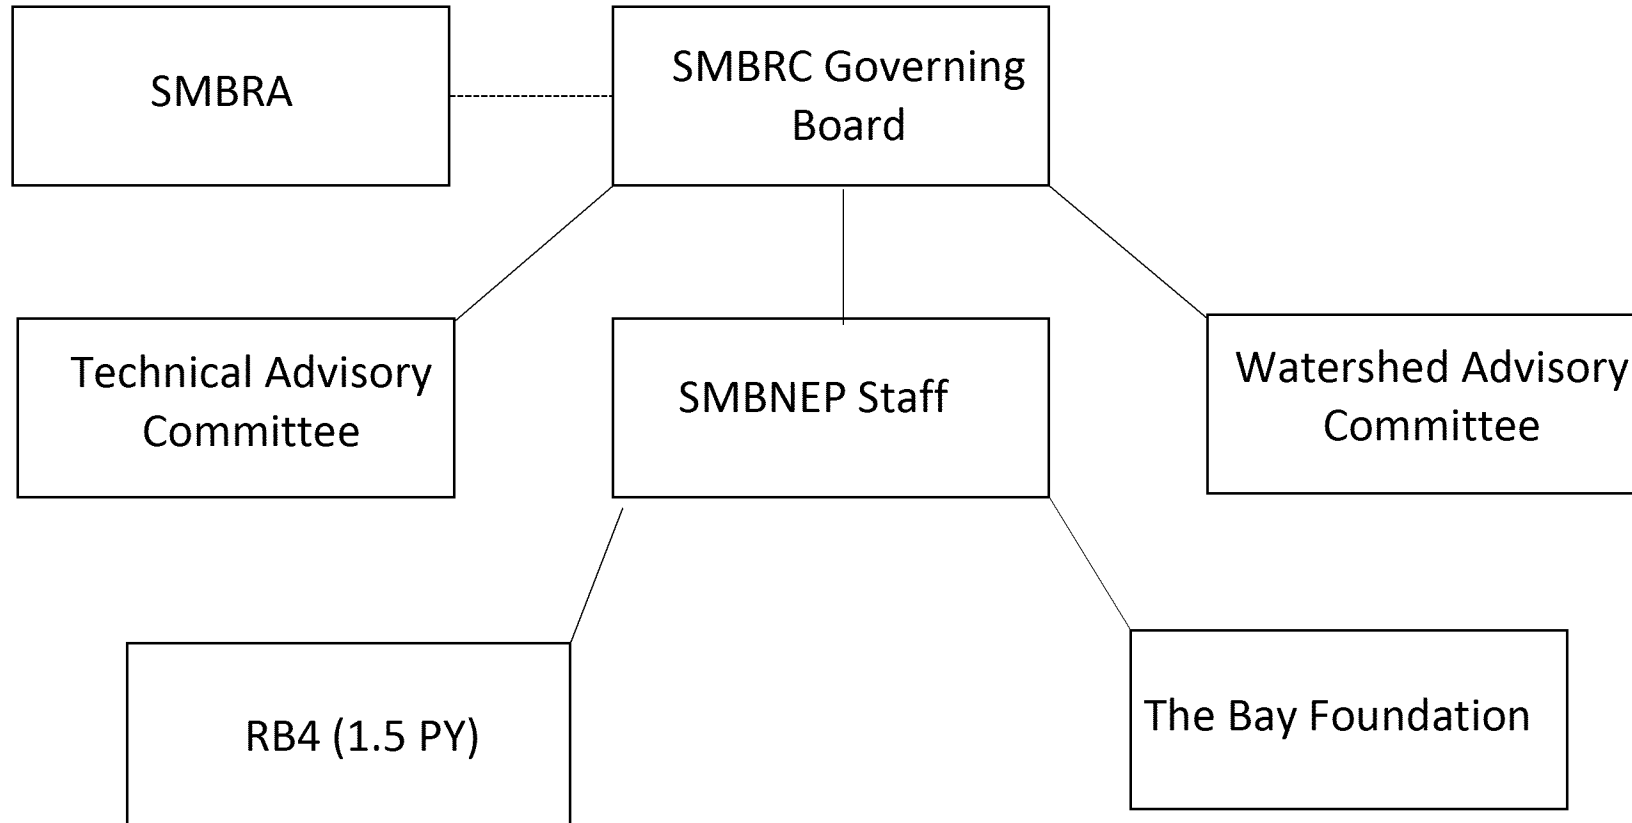 SMBRA
SMBRC Governing
Board
Technical Advisory
Committee
SMBNEP Staff
Watershed Advisory
Committee
RB4 (1.5 PY)
The Bay Foundation